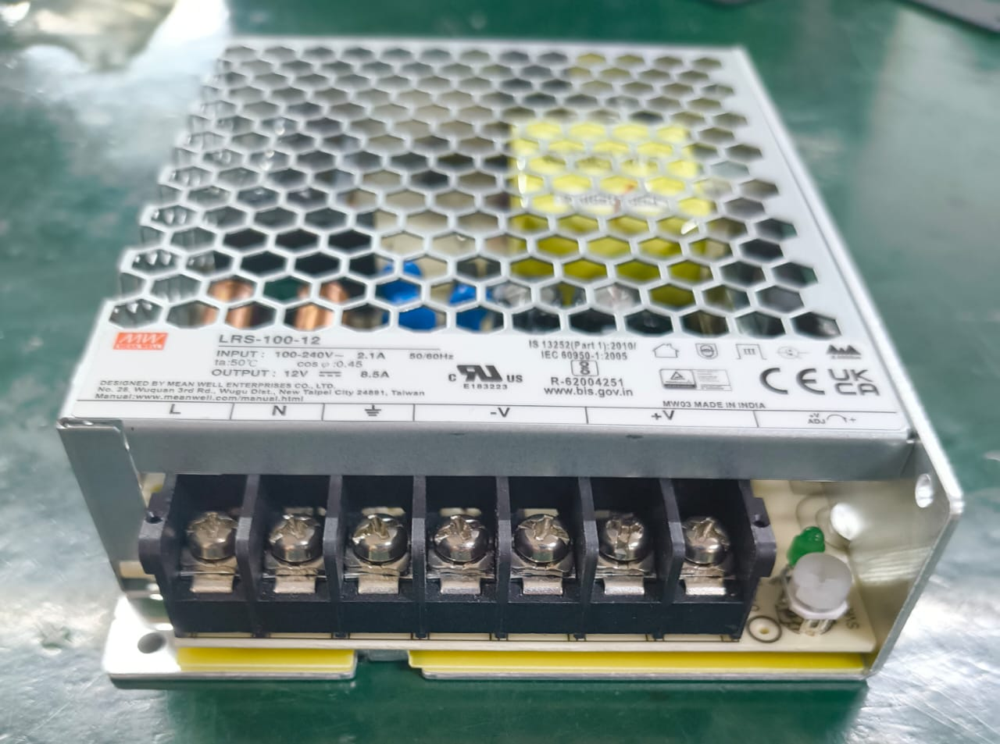 MW
LRS-100-12
INPUT : 100-240V~ 2.1A 50/60Hz
ta:50℃ cos φ:0.45
OUTPUT : 12V ⎓ 8.5A
DESIGNED BY MEAN WELL ENTERPRISES CO., LTD.
No. 28, Wuquan 3rd Rd., Wugu Dist., New Taipei City 24891, Taiwan
Manual:www.meanwell.com/manual.html
C RU US
E183223
IS 13252(Part 1):2010/
IEC 60950-1:2005
R-62004251
www.bis.gov.in
CE
UK
CA
MW03 MADE IN INDIA
L N ⏚ -V +V +V
ADJ +